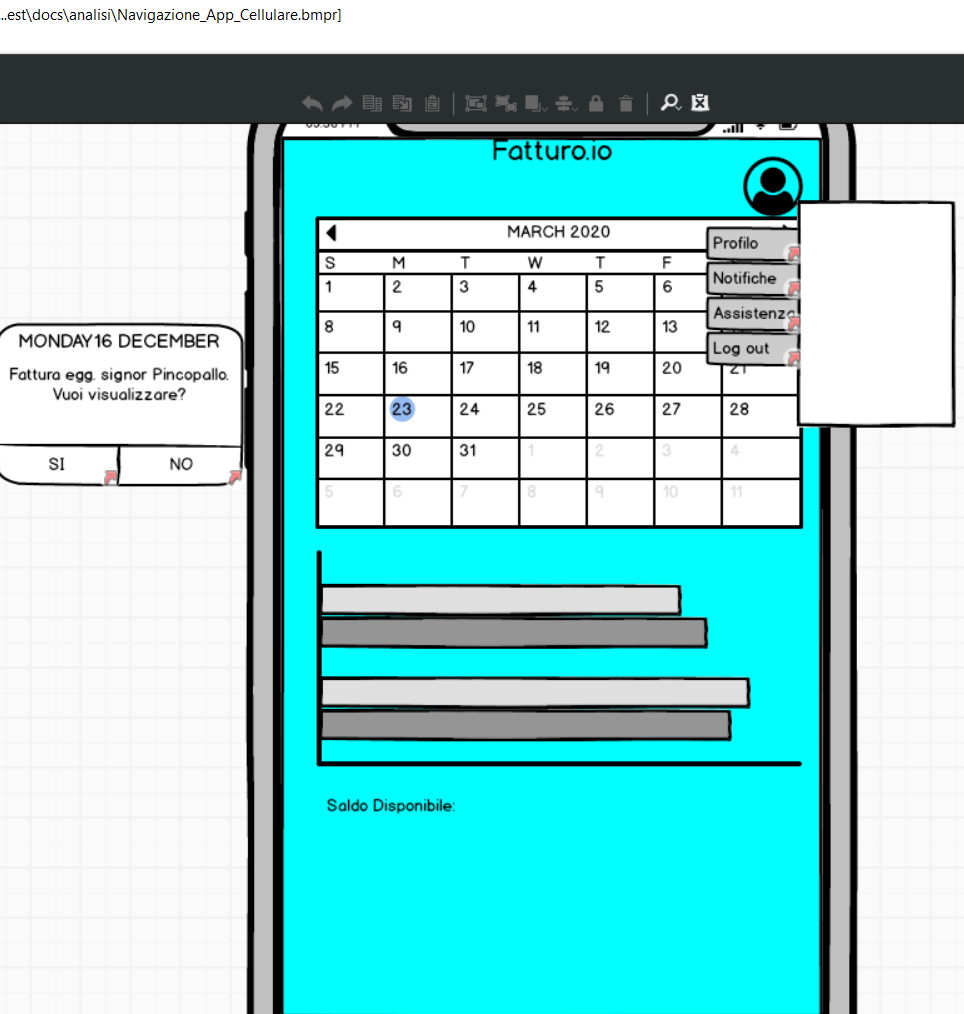 ...est\docs\analisi\Navigazione_App_Cellulare.bmpr]
Fatturo.io
MARCH 2020
S M T W T F
1 2 3 4 5 6
8 9 10 11 12 13
15 16 17 18 19 20 21
22 23 24 25 26 27 28
29 30 31 1 2 3 4
5 6 7 8 9 10 11
Profilo
Notifiche
Assistenza
Log out
MONDAY16 DECEMBER
Fattura egg. signor Pincopallo.
Vuoi visualizzare?
SI NO
Saldo Disponibile: